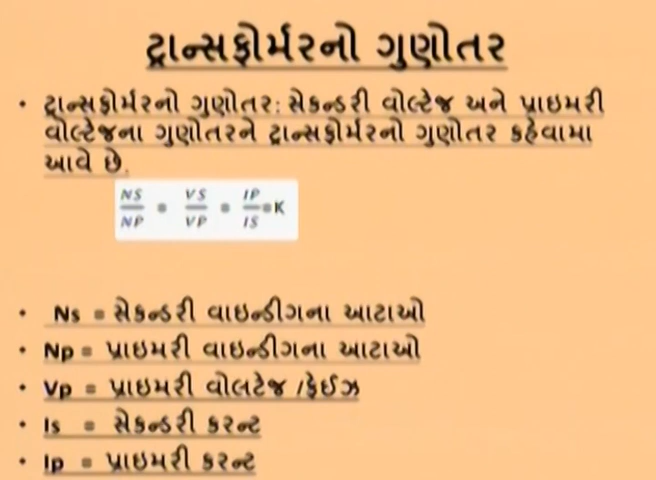 ટ્રાન્સફોર્મરનો ગુણોતર
• ટ્રાન્સફોર્મરનો ગુણોતર: સેકન્ડરી વોલ્ટેજ અને પ્રાઇમરી
વોલ્ટેજના ગુણોતરને ટ્રાન્સફોર્મરનો ગુણોતર કહેવામા
આવે છે.
NS/NP = VS/VP = IP/IS =K
• Ns = સેકન્ડરી વાઇન્ડીગના આટાઓ
• Np = પ્રાઇમરી વાઇન્ડીગના આટાઓ
• Vp = પ્રાઇમરી વોલટેજ /ફેઈઝ
• Is = સેકન્ડરી કરન્ટ
• Ip = પ્રાઇમરી કરન્ટ